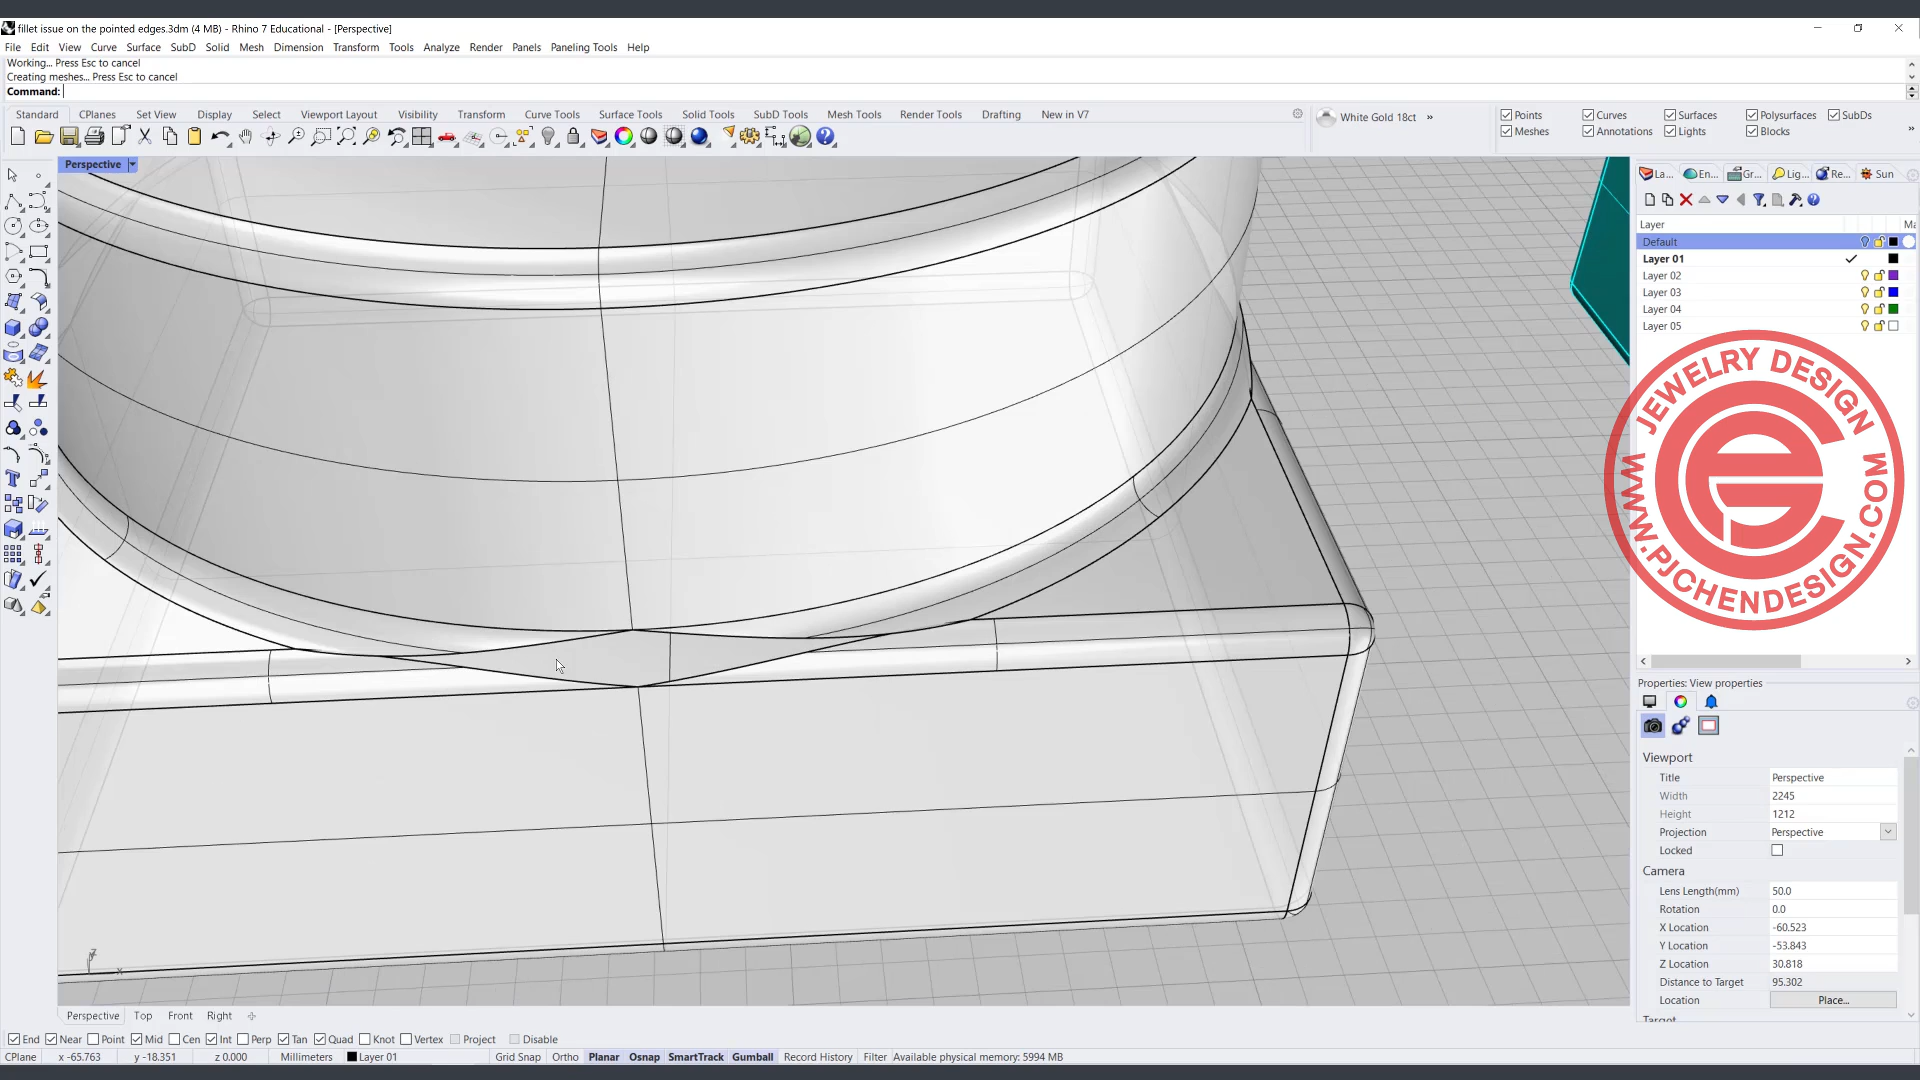 fillet issue on the pointed edges.3dm (4 MB) - Rhino 7 Educational - [Perspective]
File Edit View Curve Surface SubD Solid Mesh Dimension Transform Tools Analyze Render Panels Paneling Tools Help
Working... Press Esc to cancel
Creating meshes... Press Esc to cancel
Command:
Standard CPlanes Set View Display Select Viewport Layout Visibility Transform Curve Tools Surface Tools Solid Tools SubD Tools Mesh Tools Render Tools Drafting New in V7
White Gold 18ct »
Points Curves Surfaces Polysurfaces SubDs
Meshes Annotations Lights Blocks »
Perspective
La... En... Gr... Lig... Re... Sun
Layer Ma
Default
Layer 01
Layer 02
Layer 03
Layer 04
Layer 05
JEWELRY DESIGN
WWW.PJCHENDESIGN.COM
Properties: View properties
Viewport
Title Perspective
Width 2245
Height 1212
Projection Perspective
Locked
Camera
Lens Length(mm) 50.0
Rotation 0.0
X Location -60.523
Y Location -53.843
Z Location 30.818
Distance to Target 95.302
Location Place...
Target
x
Perspective Top Front Right
End Near Point Mid Cen Int Perp Tan Quad Knot Vertex Project Disable
CPlane x -65.763 y -18.351 z 0.000 Millimeters Layer 01 Grid Snap Ortho Planar Osnap SmartTrack Gumball Record History Filter Available physical memory: 5994 MB